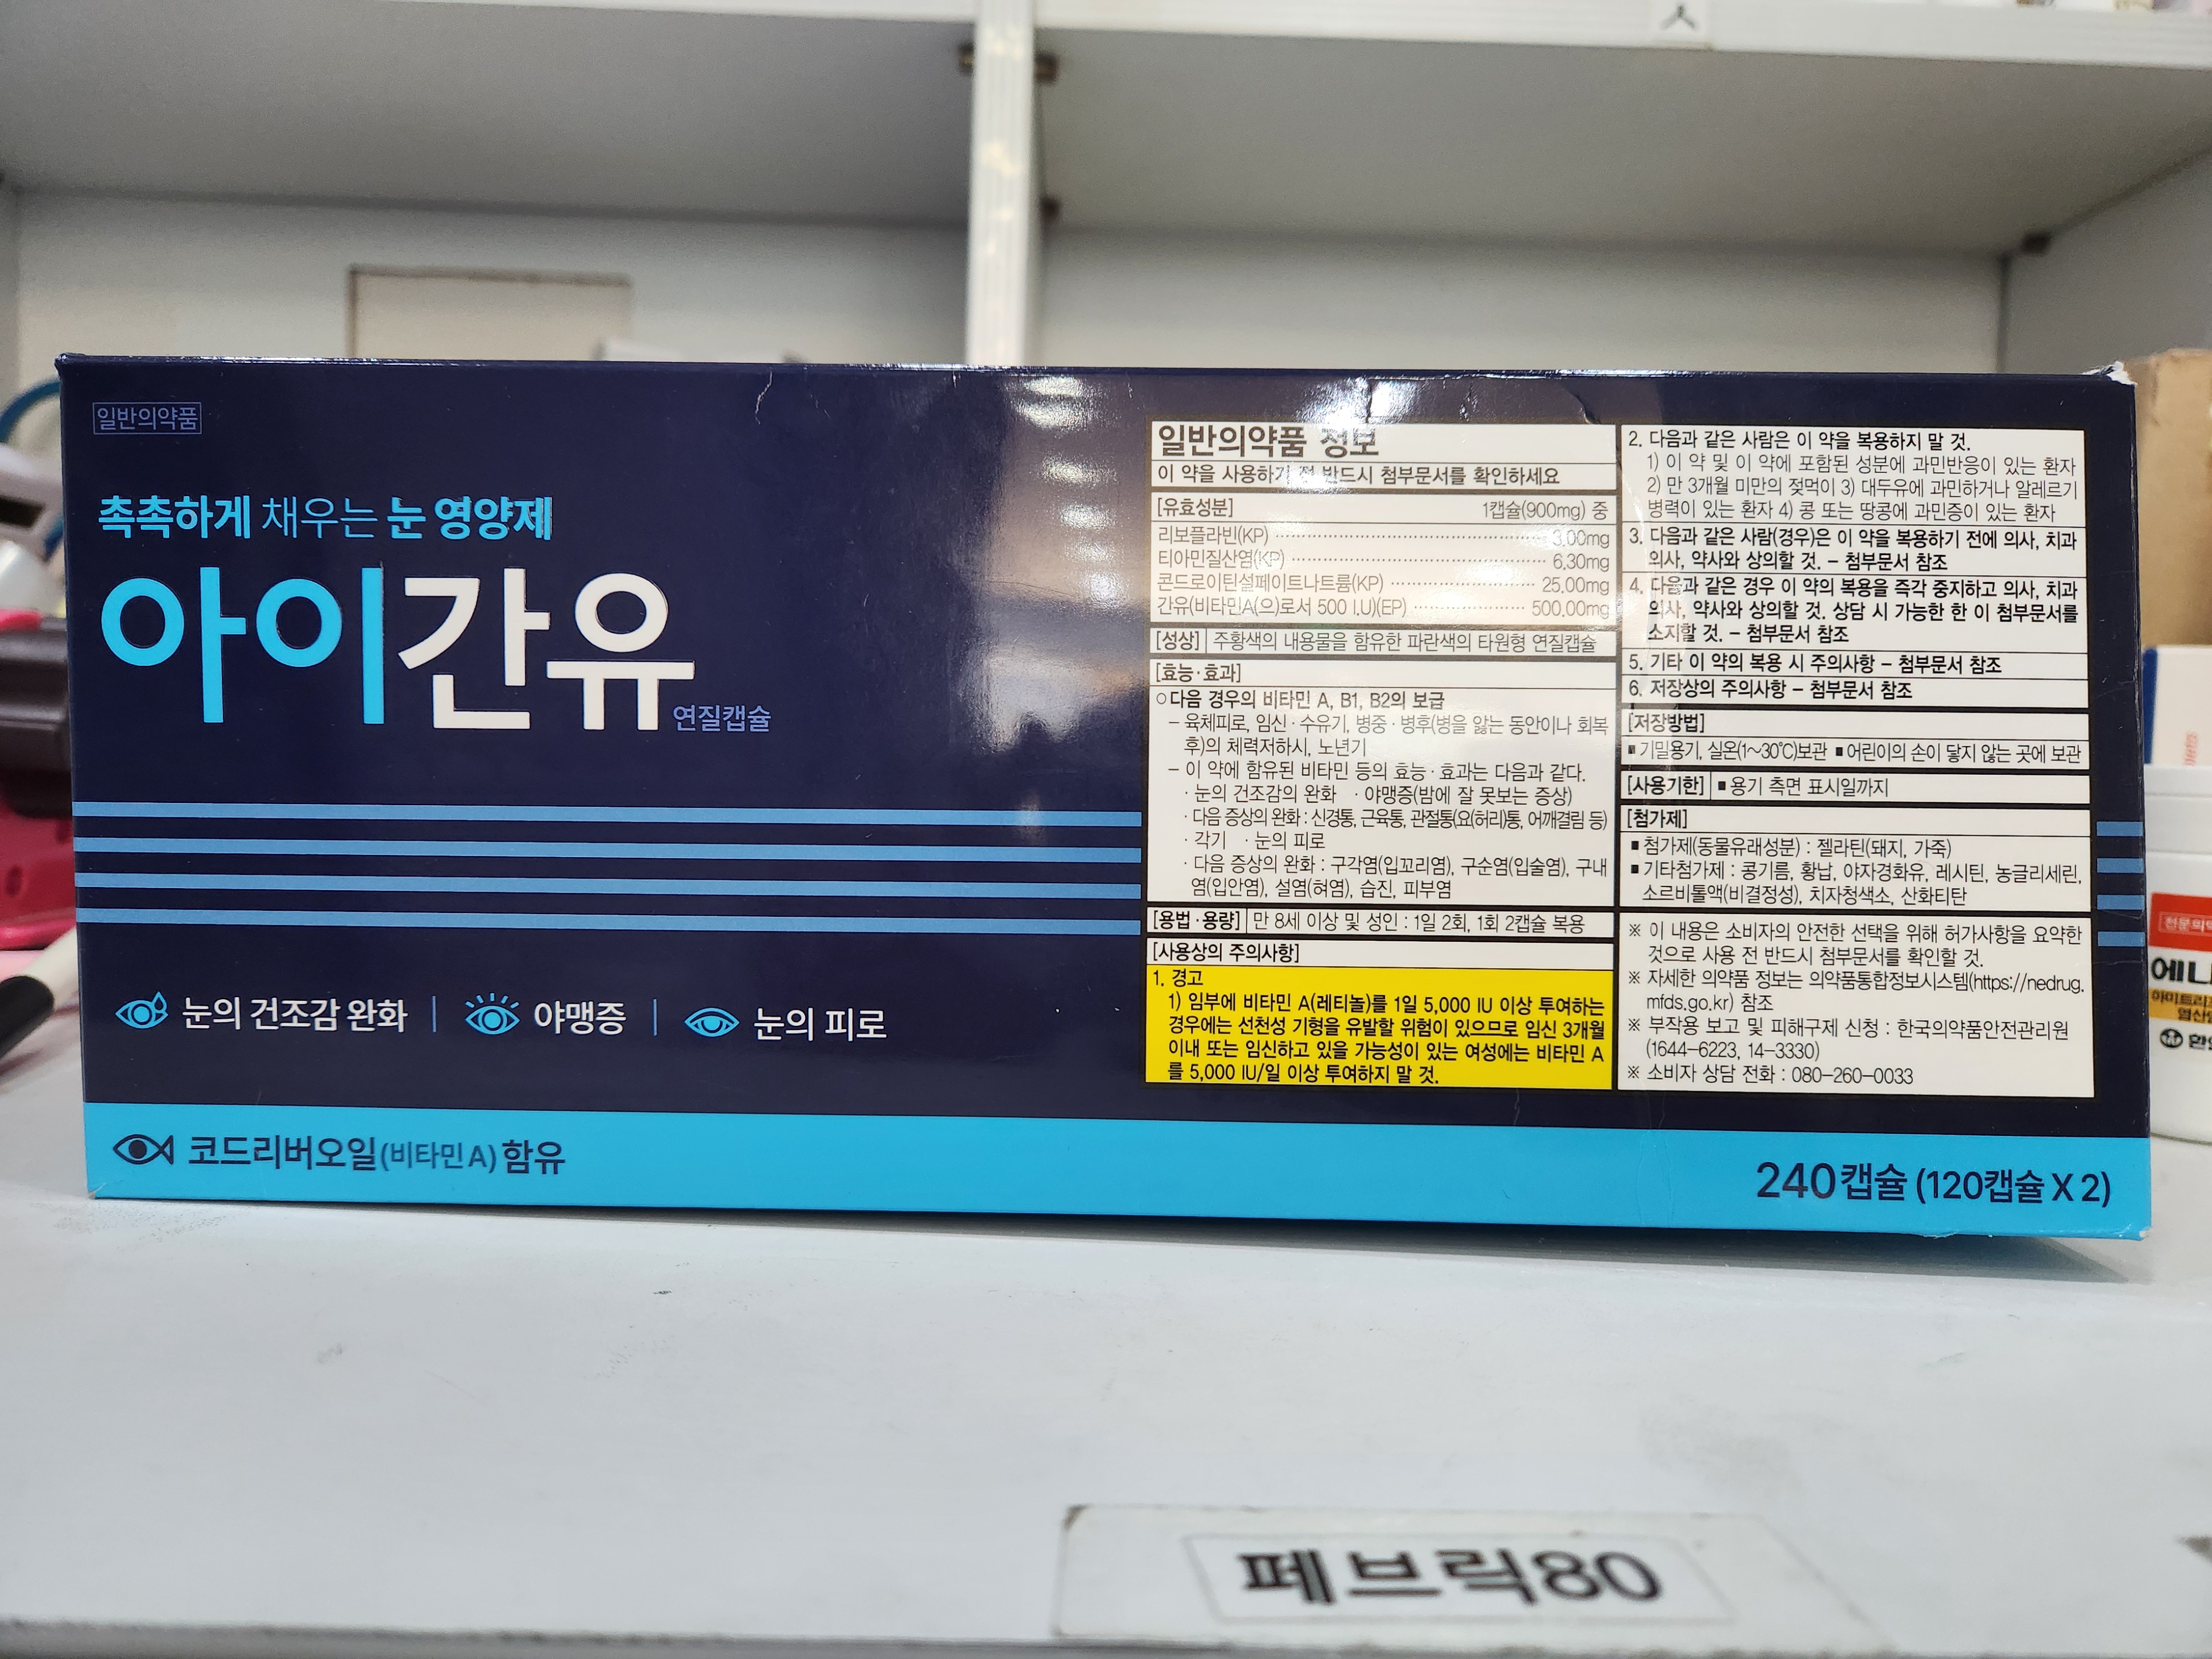 人
일반의약품
촉촉하게 채우는 눈 영양제
아이간유
연질캡슐
눈의 건조감 완화 | 야맹증 | 눈의 피로
코드리버오일(비타민A) 함유
240캡슐 (120캡슐 X 2)
일반의약품 정보
이 약을 사용하기 전 반드시 첨부문서를 확인하세요
[유효성분] 1캡슐(900mg) 중
리보플라빈(KP) 3.00mg
티아민질산염(KP) 6.30mg
콘드로이틴설페이트나트륨(KP) 25.00mg
간유(비타민A(으)로서 500 I.U)(EP) 500.00mg
[성상] 주황색의 내용물을 함유한 파란색의 타원형 연질캡슐
[효능·효과]
○다음 경우의 비타민 A, B1, B2의 보급
– 육체피로, 임신·수유기, 병중·병후(병을 앓는 동안이나 회복
후)의 체력저하시, 노년기
– 이 약에 함유된 비타민 등의 효능·효과는 다음과 같다.
· 눈의 건조감의 완화 · 야맹증(밤에 잘 못보는 증상)
· 다음 증상의 완화 : 신경통, 근육통, 관절통(요(허리)통, 어깨결림 등)
· 각기 · 눈의 피로
· 다음 증상의 완화 : 구각염(입꼬리염), 구순염(입술염), 구내
염(입안염), 설염(혀염), 습진, 피부염
[용법·용량] 만 8세 이상 및 성인 : 1일 2회, 1회 2캡슐 복용
[사용상의 주의사항]
1. 경고
1) 임부에 비타민 A(레티놀)를 1일 5,000 IU 이상 투여하는
경우에는 선천성 기형을 유발할 위험이 있으므로 임신 3개월
이내 또는 임신하고 있을 가능성이 있는 여성에는 비타민 A
를 5,000 IU/일 이상 투여하지 말 것.
2. 다음과 같은 사람은 이 약을 복용하지 말 것.
1) 이 약 및 이 약에 포함된 성분에 과민반응이 있는 환자
2) 만 3개월 미만의 젖먹이 3) 대두유에 과민하거나 알레르기
병력이 있는 환자 4) 콩 또는 땅콩에 과민증이 있는 환자
3. 다음과 같은 사람(경우)은 이 약을 복용하기 전에 의사, 치과
의사, 약사와 상의할 것. – 첨부문서 참조
4. 다음과 같은 경우 이 약의 복용을 즉각 중지하고 의사, 치과
의사, 약사와 상의할 것. 상담 시 가능한 한 이 첨부문서를
소지할 것. – 첨부문서 참조
5. 기타 이 약의 복용 시 주의사항 – 첨부문서 참조
6. 저장상의 주의사항 – 첨부문서 참조
[저장방법]
■ 기밀용기, 실온(1~30℃)보관 ■ 어린이의 손이 닿지 않는 곳에 보관
[사용기한] ■ 용기 측면 표시일까지
[첨가제]
■ 첨가제(동물유래성분) : 젤라틴(돼지, 가죽)
■ 기타첨가제 : 콩기름, 황납, 야자경화유, 레시틴, 농글리세린,
소르비톨액(비결정성), 치자청색소, 산화티탄
※ 이 내용은 소비자의 안전한 선택을 위해 허가사항을 요약한
것으로 사용 전 반드시 첨부문서를 확인할 것.
※ 자세한 의약품 정보는 의약품통합정보시스템(https://nedrug.
mfds.go.kr) 참조
※ 부작용 보고 및 피해구제 신청 : 한국의약품안전관리원
(1644-6223, 14-3330)
※ 소비자 상담 전화 : 080-260-0033
페브릭80